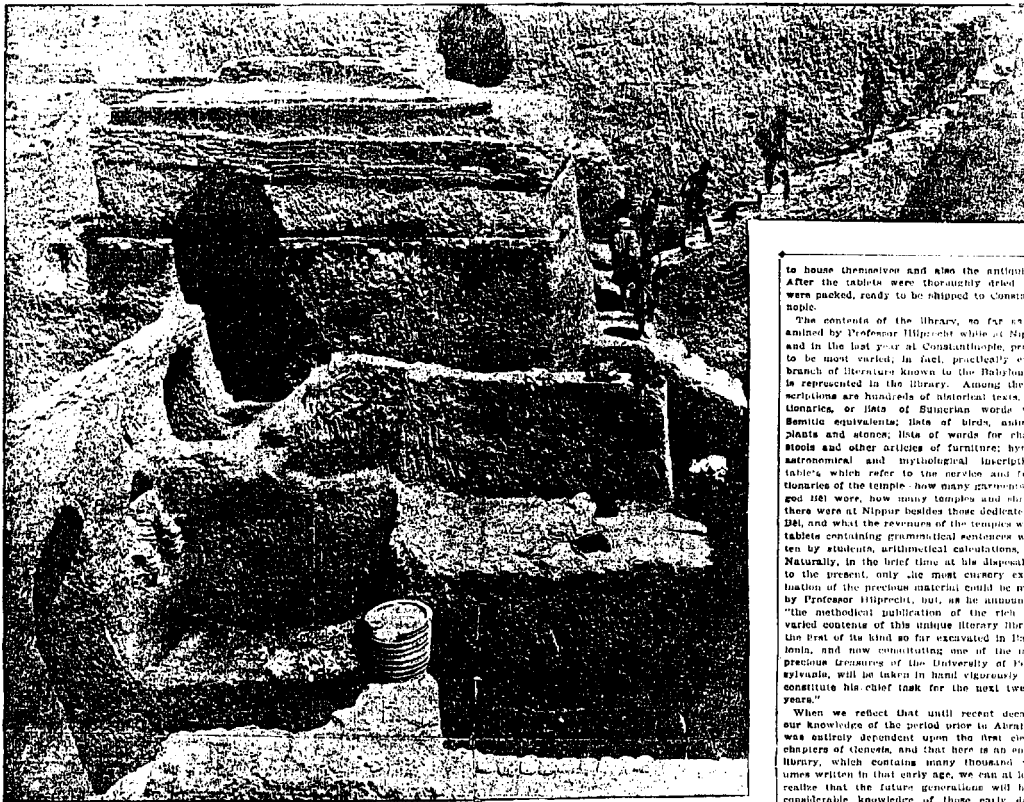 to house themselves and also the antiqui
After the tablets were thoroughly dried
were packed, ready to be shipped to Consta
nople.
The contents of the library, so far
amined by Professor Hilprecht while at Nip
and in the last year at Constantinople, pr
to be most varied; in fact, practically e
branch of literature known to the Babylon
is represented in the library. Among the
scriptions are hundreds of historical texts,
tionaries, or lists of Sumerian words
Semitic equivalents; lists of birds, anim
plants and stones; lists of words for cha
stools and other articles of furniture; hy
astronomical and mythological inscripti
tablets which refer to the service and f
tionaries of the temple how many garments
god Bêl wore, how many temples and shr
there were at Nippur besides those dedicate
Bêl, and what the revenues of the temples w
tablets containing grammatical sentences w
ten by students, arithmetical calculations,
Naturally, in the brief time at his disposal
to the present, only the most cursory ex
ination of the precious material could be m
by Professor Hilprecht, but, as he announ
"the methodical publication of the rich
varied contents of this unique literary libr
the first of its kind so far excavated in Ba
lonia, and now constituting one of the
precious treasures of the University of Pe
sylvania, will be taken in hand vigorously
constitute his chief task for the next twe
years."
When we reflect that until recent deca
our knowledge of the period prior to Abra
was entirely dependent upon the first el
chapters of Genesis, and that here is an en
library, which contains many thousand
umes written in that early age, we can at l
realize that the future generations will h
considerable knowledge of those early d